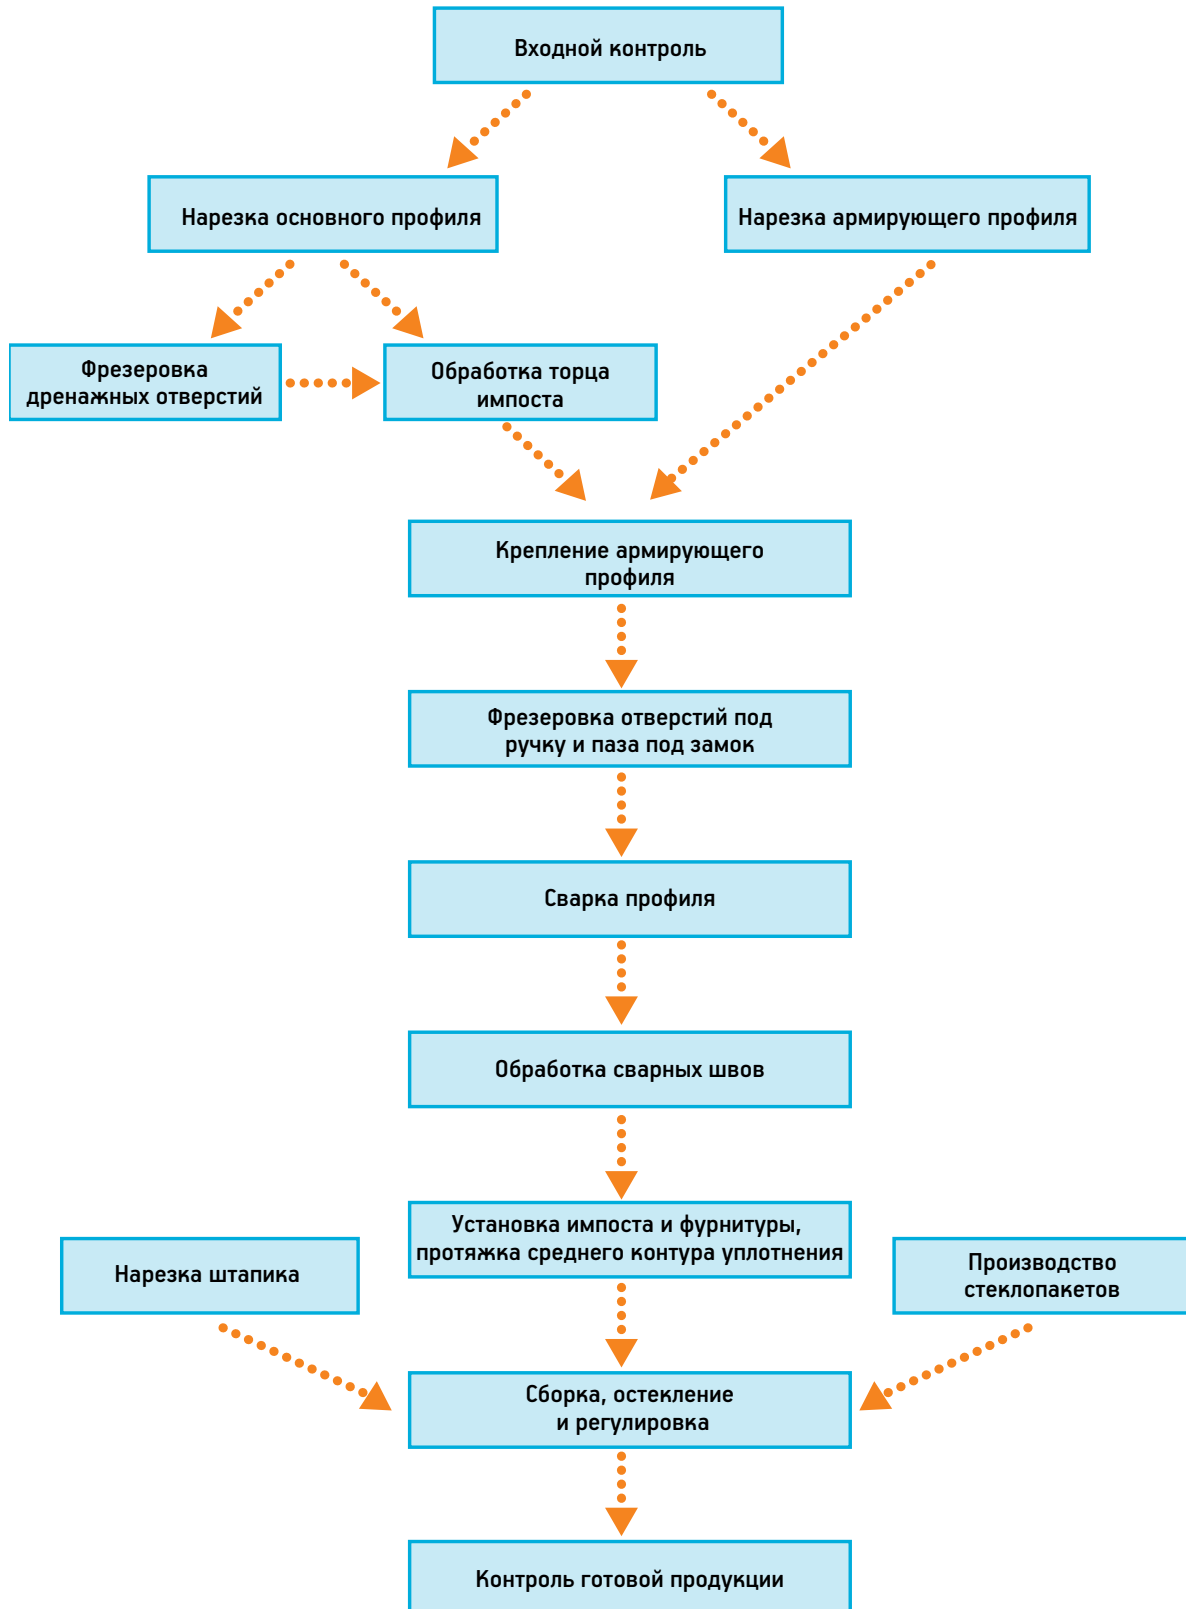 Входной контроль
Нарезка основного профиля
Нарезка армирующего профиля
Фрезеровка
дренажных отверстий
Обработка торца
импоста
Крепление армирующего
профиля
Фрезеровка отверстий под
ручку и паза под замок
Сварка профиля
Обработка сварных швов
Установка импоста и фурнитуры,
протяжка среднего контура уплотнения
Нарезка штапика
Производство
стеклопакетов
Сборка, остекление
и регулировка
Контроль готовой продукции